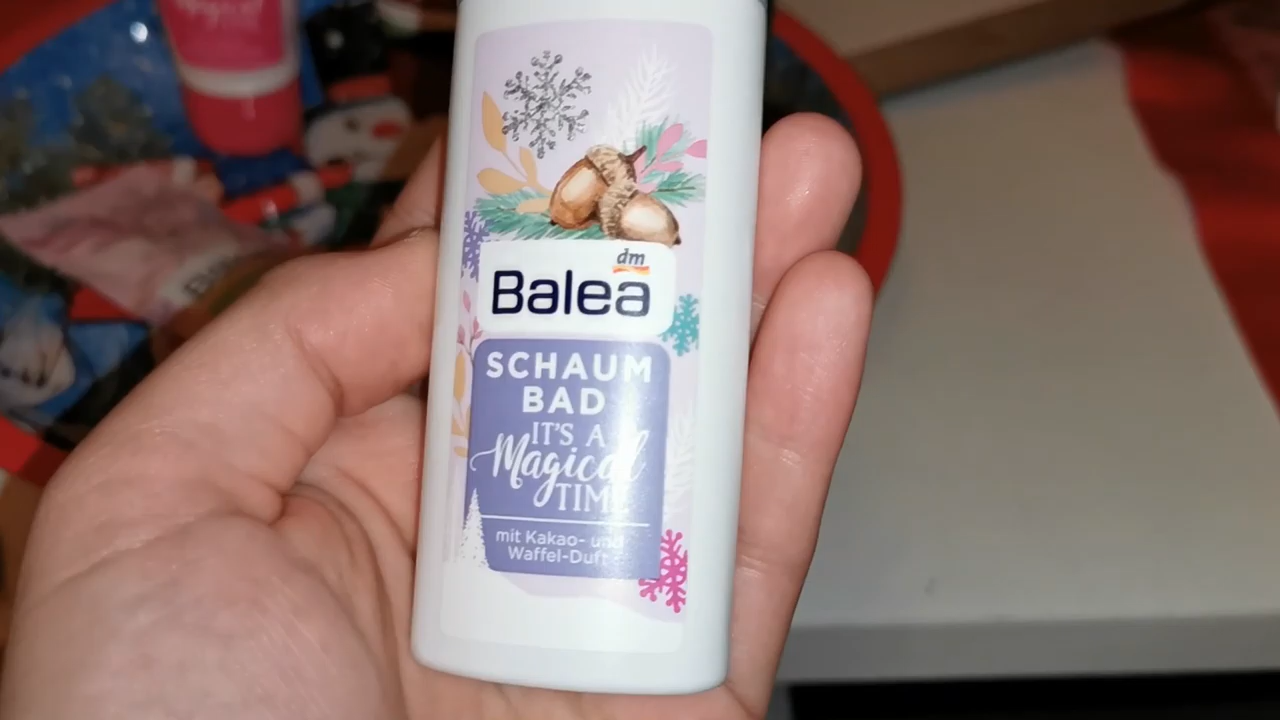 dm
Balea
SCHAUM
BAD
IT'S A
Magical
TIME
mit Kakao- und
Waffel-Duft